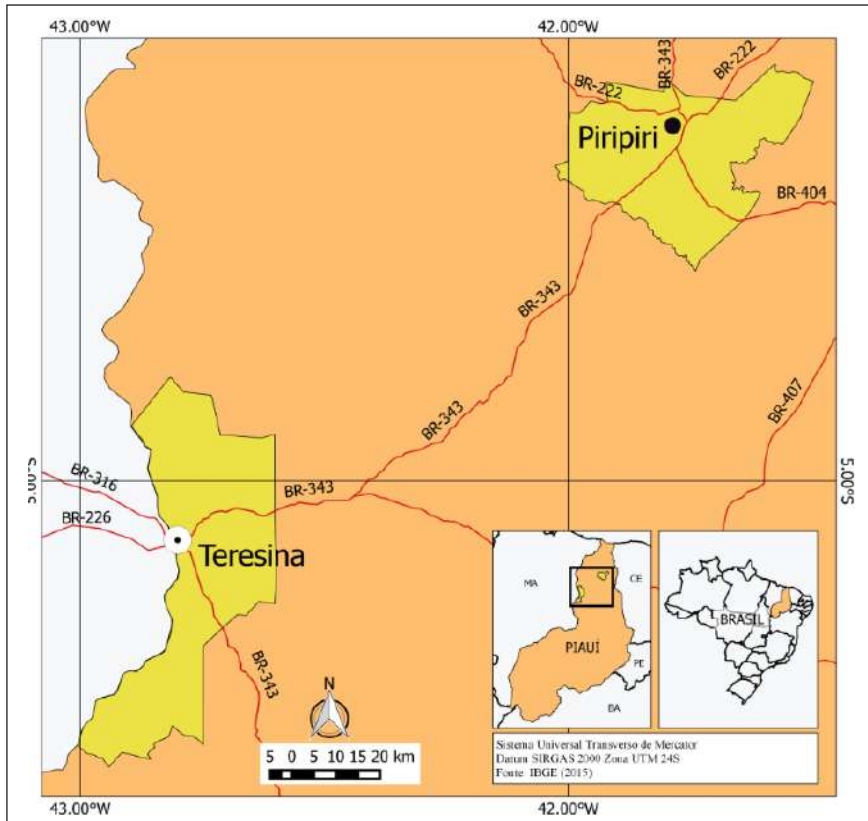 43.00°W 42.00°W
BR-343
BR-222
BR-222
Piripiri
BR-404
BR-343
BR-407
BR-343
5.00°S
5.00°S
BR-316
BR-343
BR-226
Teresina
MA
CE
BRASIL
PIAUÍ
PE
BA
BR-343
N
5 0 5 10 15 20 km
Sistema Universal Transverso de Mercator
Datum SIRGAS 2000 Zona UTM 24S
Fonte IBGE (2015)
43.00°W 42.00°W